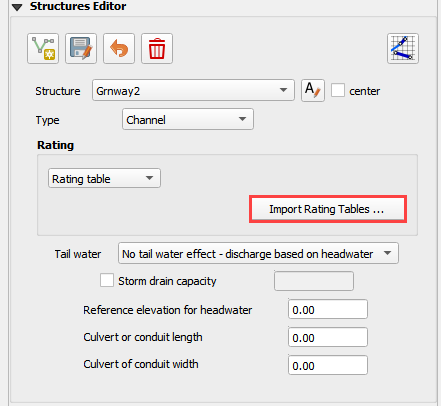 Structures Editor
Structure Grnway2 A center
Type Channel
Rating
Rating table
Import Rating Tables ...
Tail water No tail water effect - discharge based on headwater
Storm drain capacity
Reference elevation for headwater 0.00
Culvert or conduit length 0.00
Culvert of conduit width 0.00